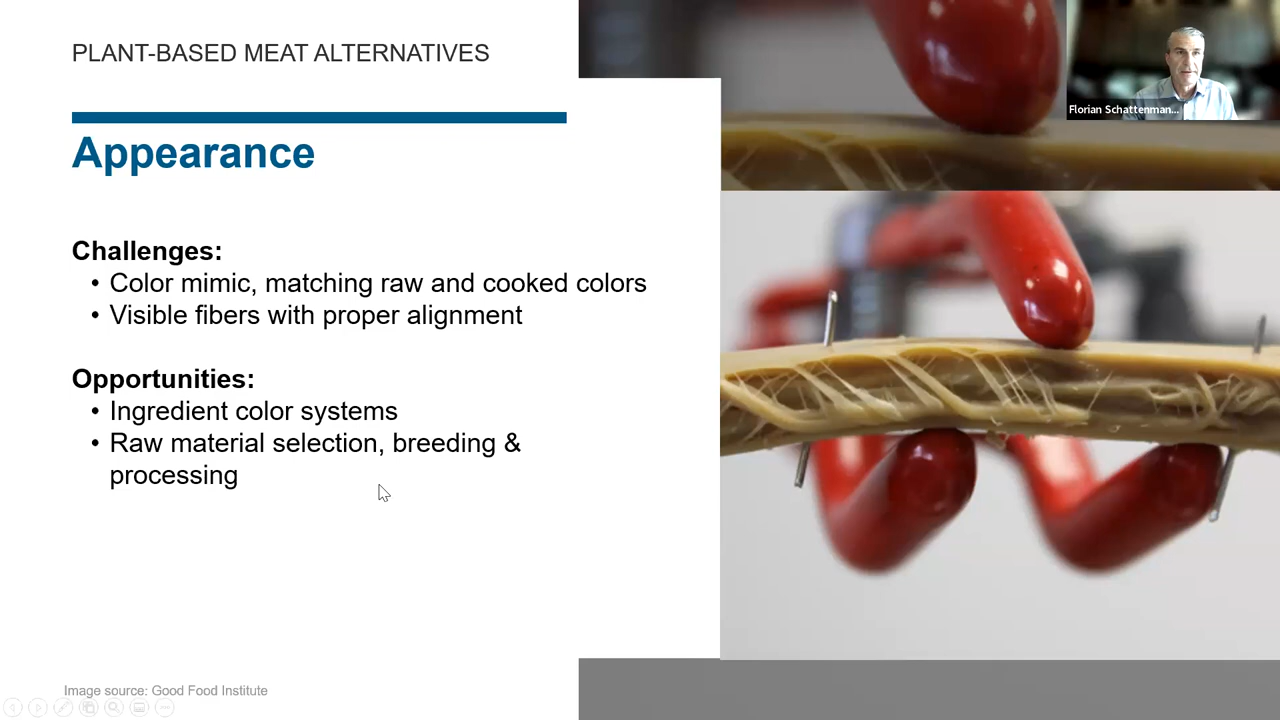 PLANT-BASED MEAT ALTERNATIVES
Florian Schattenman...
Appearance
Challenges:
• Color mimic, matching raw and cooked colors
• Visible fibers with proper alignment
Opportunities:
• Ingredient color systems
• Raw material selection, breeding &
processing
Image source: Good Food Institute